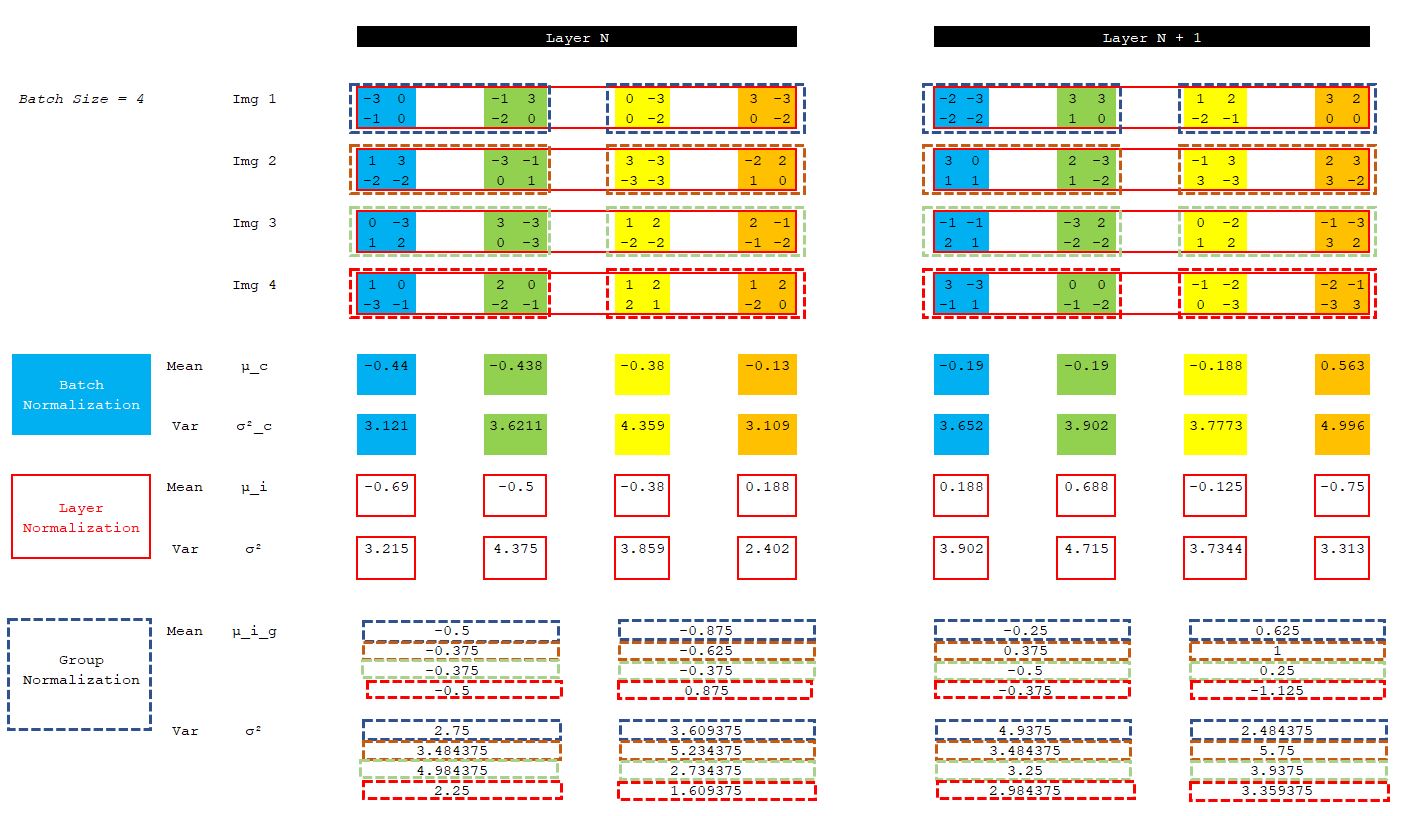 Layer N Layer N + 1
Batch Size = 4 Img 1 -3 0 -1 3 0 -3 3 -3 -2 -3 3 3 1 2 3 2
-1 0 -2 0 0 -2 0 -2 -2 -2 1 0 -2 -1 0 0
Img 2 1 3 -3 -1 3 -3 -2 2 3 0 2 -3 -1 3 2 3
-2 -2 0 1 -3 -3 1 0 1 1 1 -2 3 -3 3 -2
Img 3 0 -3 3 -3 1 2 2 -1 -1 -1 -3 2 0 -2 -1 -3
1 2 0 -3 -2 -2 -1 -2 2 1 -2 -2 1 2 3 2
Img 4 1 0 2 0 1 2 1 2 3 -3 0 0 -1 -2 -2 -1
-3 -1 -2 -1 2 1 -2 0 -1 1 -1 -2 0 -3 -3 3
Batch
Normalization
Mean μ_c -0.44 -0.438 -0.38 -0.13 -0.19 -0.19 -0.188 0.563
Var σ²_c 3.121 3.6211 4.359 3.109 3.652 3.902 3.7773 4.996
Layer
Normalization
Mean μ_i -0.69 -0.5 -0.38 0.188 0.188 0.688 -0.125 -0.75
Var σ² 3.215 4.375 3.859 2.402 3.902 4.715 3.7344 3.313
Group
Normalization
Mean μ_i_g -0.5 -0.875 -0.25 0.625
-0.375 -0.625 0.375 1
-0.375 -0.375 -0.5 0.25
-0.5 0.875 -0.375 -1.125
Var σ² 2.75 3.609375 4.9375 2.484375
3.484375 5.234375 3.484375 5.75
4.984375 2.734375 3.25 3.9375
2.25 1.609375 2.984375 3.359375